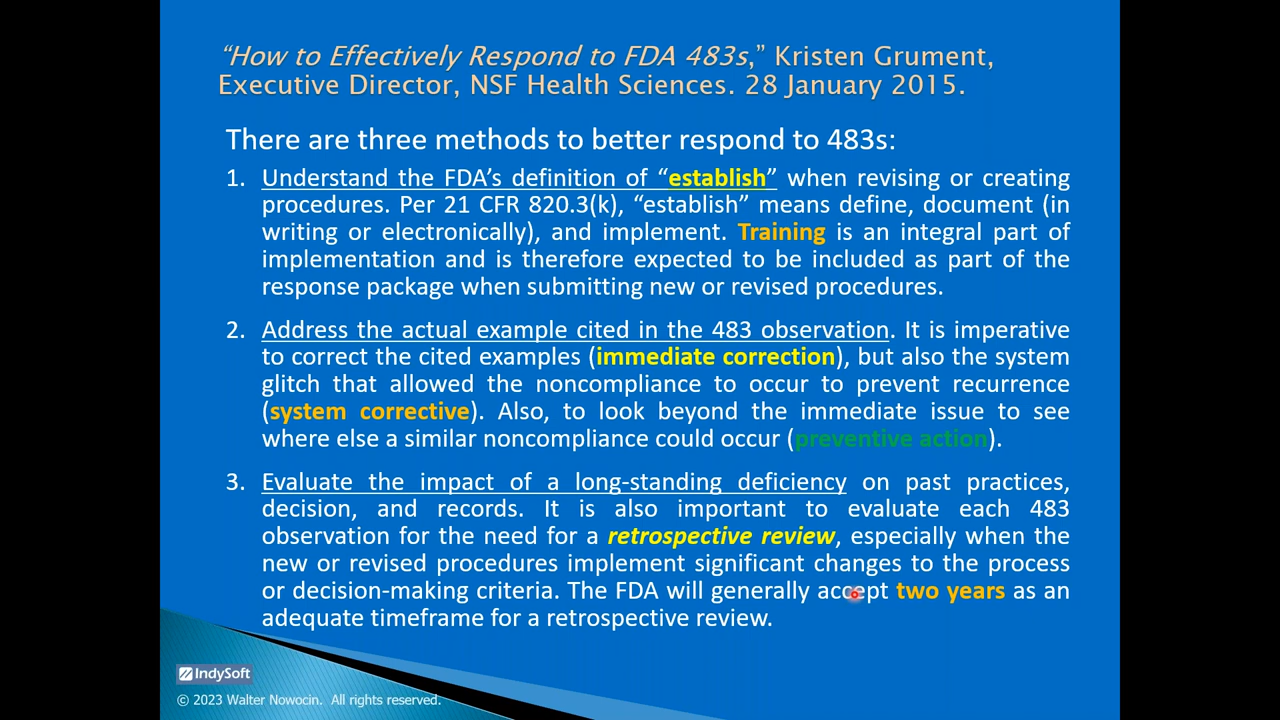 “How to Effectively Respond to FDA 483s,” Kristen Grument,
Executive Director, NSF Health Sciences. 28 January 2015.
There are three methods to better respond to 483s:
1. Understand the FDA’s definition of “establish” when revising or creating
procedures. Per 21 CFR 820.3(k), “establish” means define, document (in
writing or electronically), and implement. Training is an integral part of
implementation and is therefore expected to be included as part of the
response package when submitting new or revised procedures.
2. Address the actual example cited in the 483 observation. It is imperative
to correct the cited examples (immediate correction), but also the system
glitch that allowed the noncompliance to occur to prevent recurrence
(system corrective). Also, to look beyond the immediate issue to see
where else a similar noncompliance could occur (preventive action).
3. Evaluate the impact of a long-standing deficiency on past practices,
decision, and records. It is also important to evaluate each 483
observation for the need for a retrospective review, especially when the
new or revised procedures implement significant changes to the process
or decision-making criteria. The FDA will generally accept two years as an
adequate timeframe for a retrospective review.
IndySoft
© 2023 Walter Nowocin. All rights reserved.